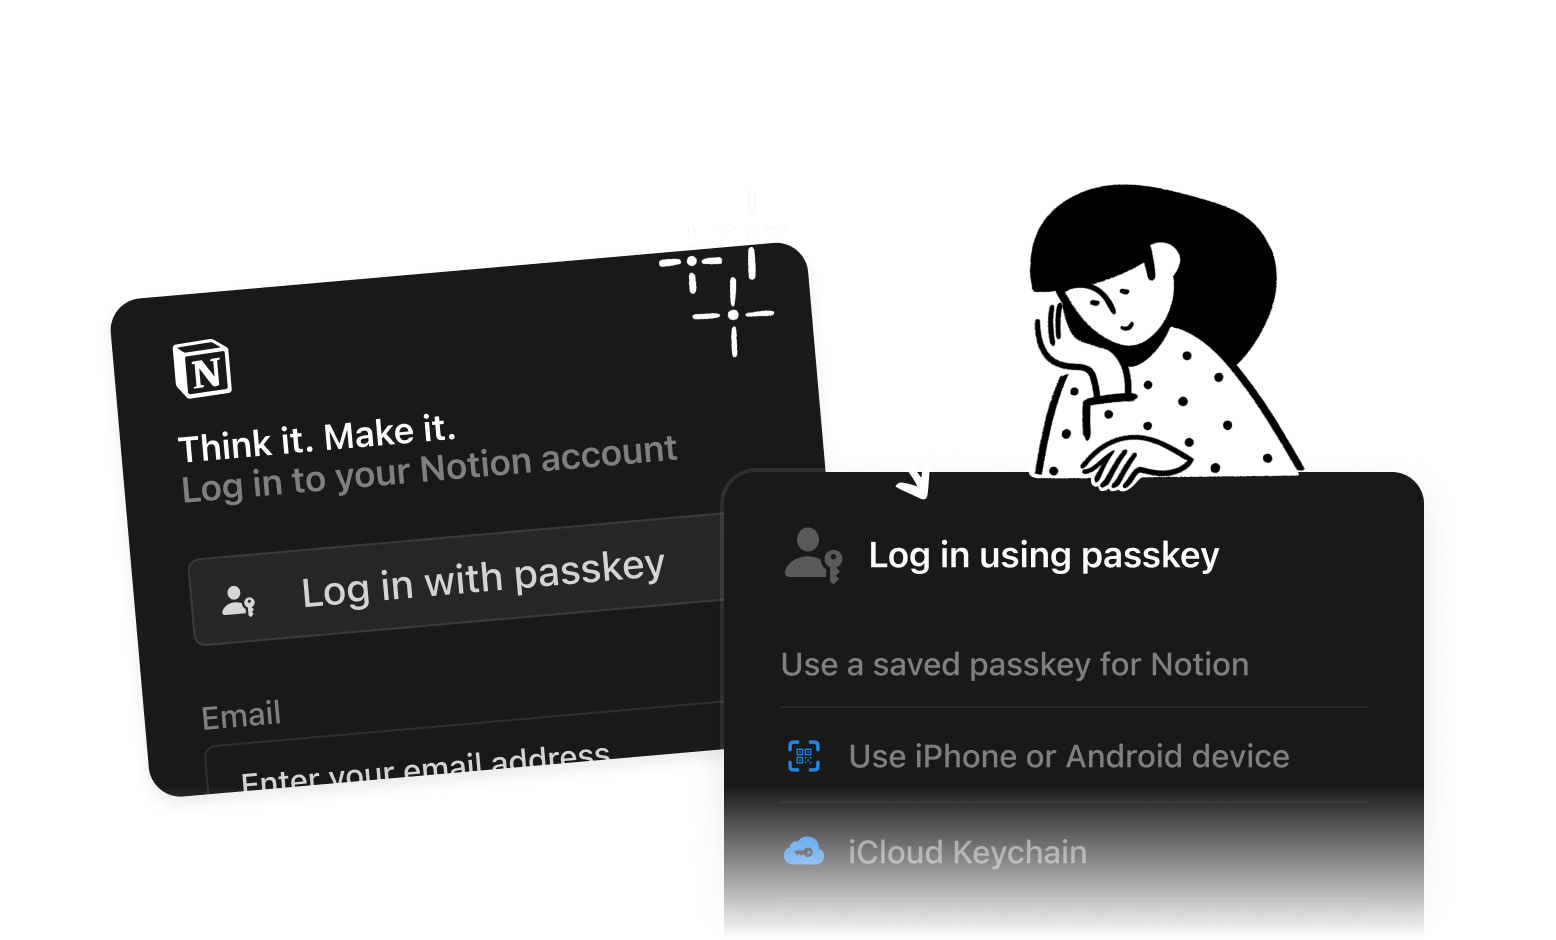 N
Think it. Make it.
Log in to your Notion account
Log in with passkey
Email
Enter your email address
Log in using passkey
Use a saved passkey for Notion
Use iPhone or Android device
iCloud Keychain